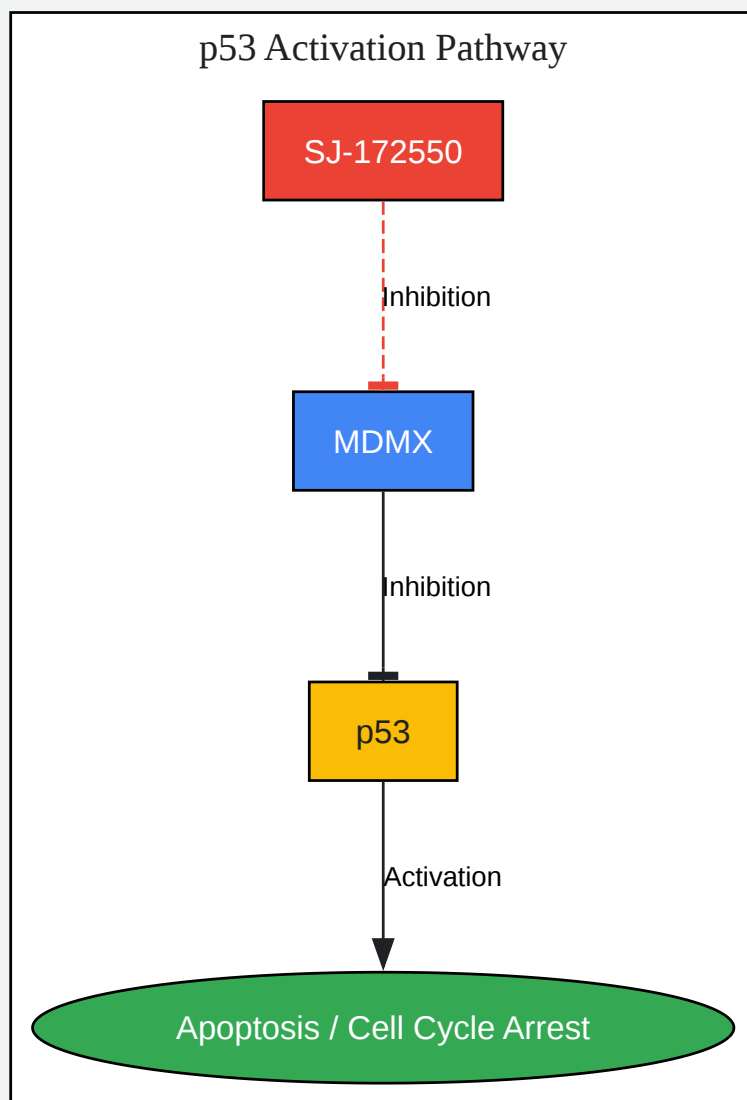 p53 Activation Pathway
SJ-172550
Inhibition
MDMX
Inhibition
p53
Activation
Apoptosis / Cell Cycle Arrest